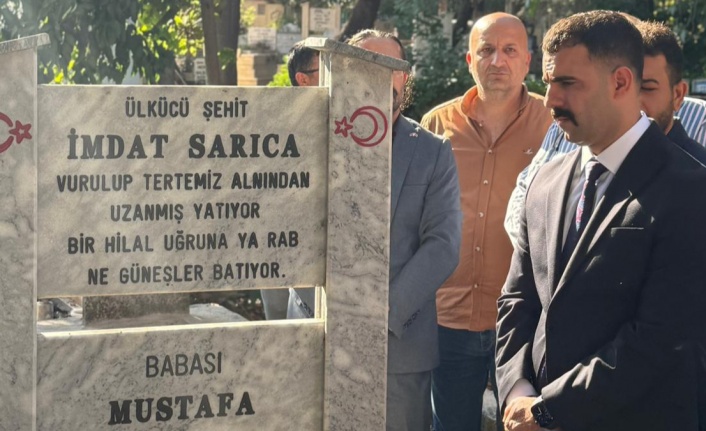 ÜLKÜCÜ ŞEHİT
İMDAT SARICA
VURULUP TERTEMİZ ALNINDAN
UZANMIŞ YATIYOR
BİR HİLAL UĞRUNA YA RAB
NE GÜNEŞLER BATIYOR.
BABASI
MUSTAFA